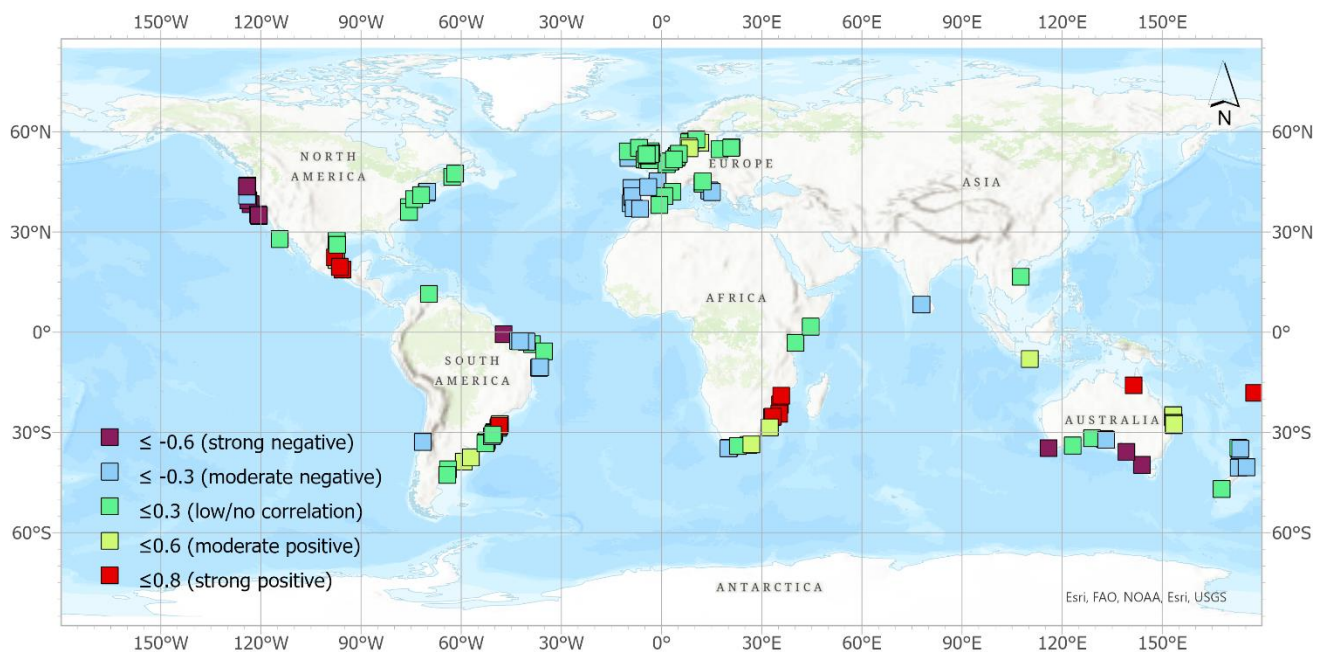 150°W 120°W 90°W 60°W 30°W 0° 30°E 60°E 90°E 120°E 150°E
N
60°N 60°N
NORTH
AMERICA
EUROPE
ASIA
30°N 30°N
AFRICA
0° 0°
SOUTH
AMERICA
AUSTRALIA
30°S 30°S
≤ -0.6 (strong negative)
≤ -0.3 (moderate negative)
≤0.3 (low/no correlation)
60°S 60°S
≤0.6 (moderate positive)
≤0.8 (strong positive)
ANTARCTICA
Esri, FAO, NOAA, Esri, USGS
150°W 120°W 90°W 60°W 30°W 0° 30°E 60°E 90°E 120°E 150°E